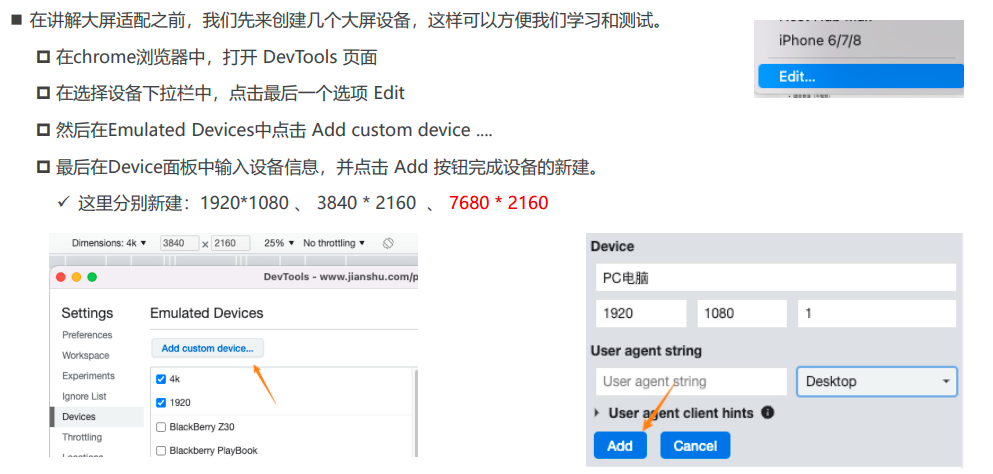 在讲解大屏适配之前，我们先来创建几个大屏设备，这样可以方便我们学习和测试。
在chrome浏览器中，打开 DevTools 页面
在选择设备下拉栏中，点击最后一个选项 Edit
然后在Emulated Devices中点击 Add custom device ....
最后在Device面板中输入设备信息，并点击 Add 按钮完成设备的新建。
✓ 这里分别新建：1920*1080 、 3840 * 2160 、 7680 * 2160
iPhone 6/7/8
Edit...
Dimensions: 4k ▼ 3840 x 2160 25% ▼ No throttling ▼
DevTools - www.jianshu.com/p
Settings
Preferences
Workspace
Experiments
Ignore List
Devices
Throttling
Emulated Devices
Add custom device...
4k
1920
BlackBerry Z30
BlackBerry PlayBook
Device
PC电脑
1920 1080 1
User agent string
User agent string Desktop
User agent client hints
Add Cancel